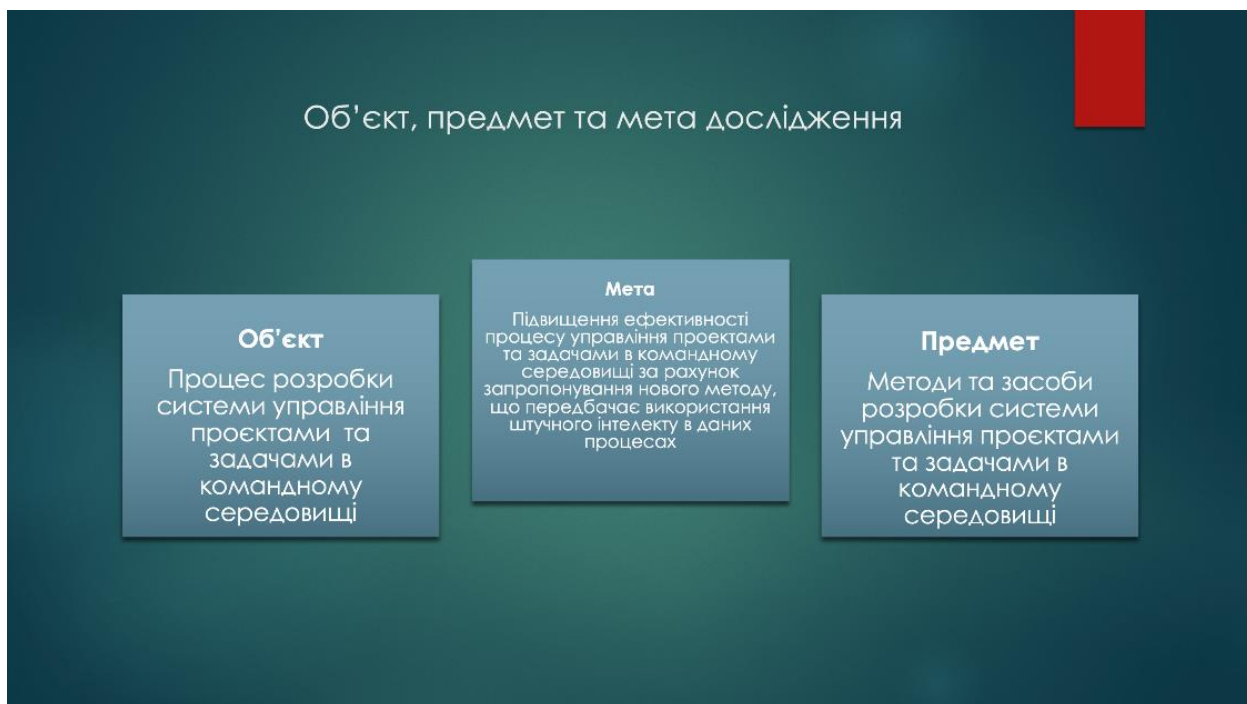 Об'єкт, предмет та мета дослідження
Об'єкт
Процес розробки
системи управління
проєктами та
задачами в
командному
середовищі
Мета
Підвищення ефективності
процесу управління проектами
та задачами в командному
середовищі за рахунок
запропонування нового методу,
що передбачає використання
штучного інтелекту в даних
процесах
Предмет
Методи та засоби
розробки системи
управління проєктами
та задачами в
командному
середовищі